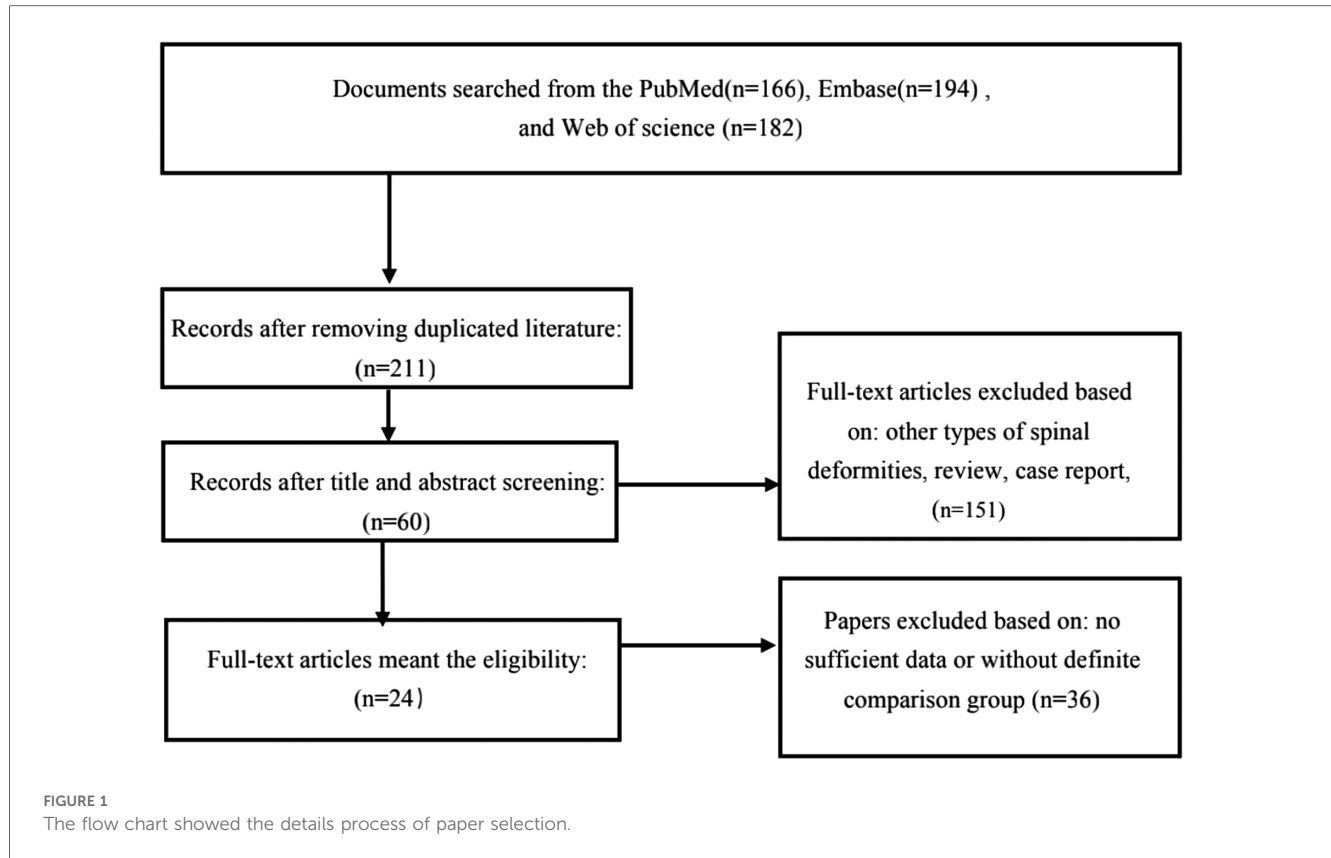 Documents searched from the PubMed(n=166), Embase(n=194) ,
and Web of science (n=182)
Records after removing duplicated literature:
(n=211)
Full-text articles excluded based
on: other types of spinal
deformities, review, case report,
(n=151)
Records after title and abstract screening:
(n=60)
Papers excluded based on: no
sufficient data or without definite
comparison group (n=36)
Full-text articles meant the eligibility:
(n=24)
FIGURE 1
The flow chart showed the details process of paper selection.